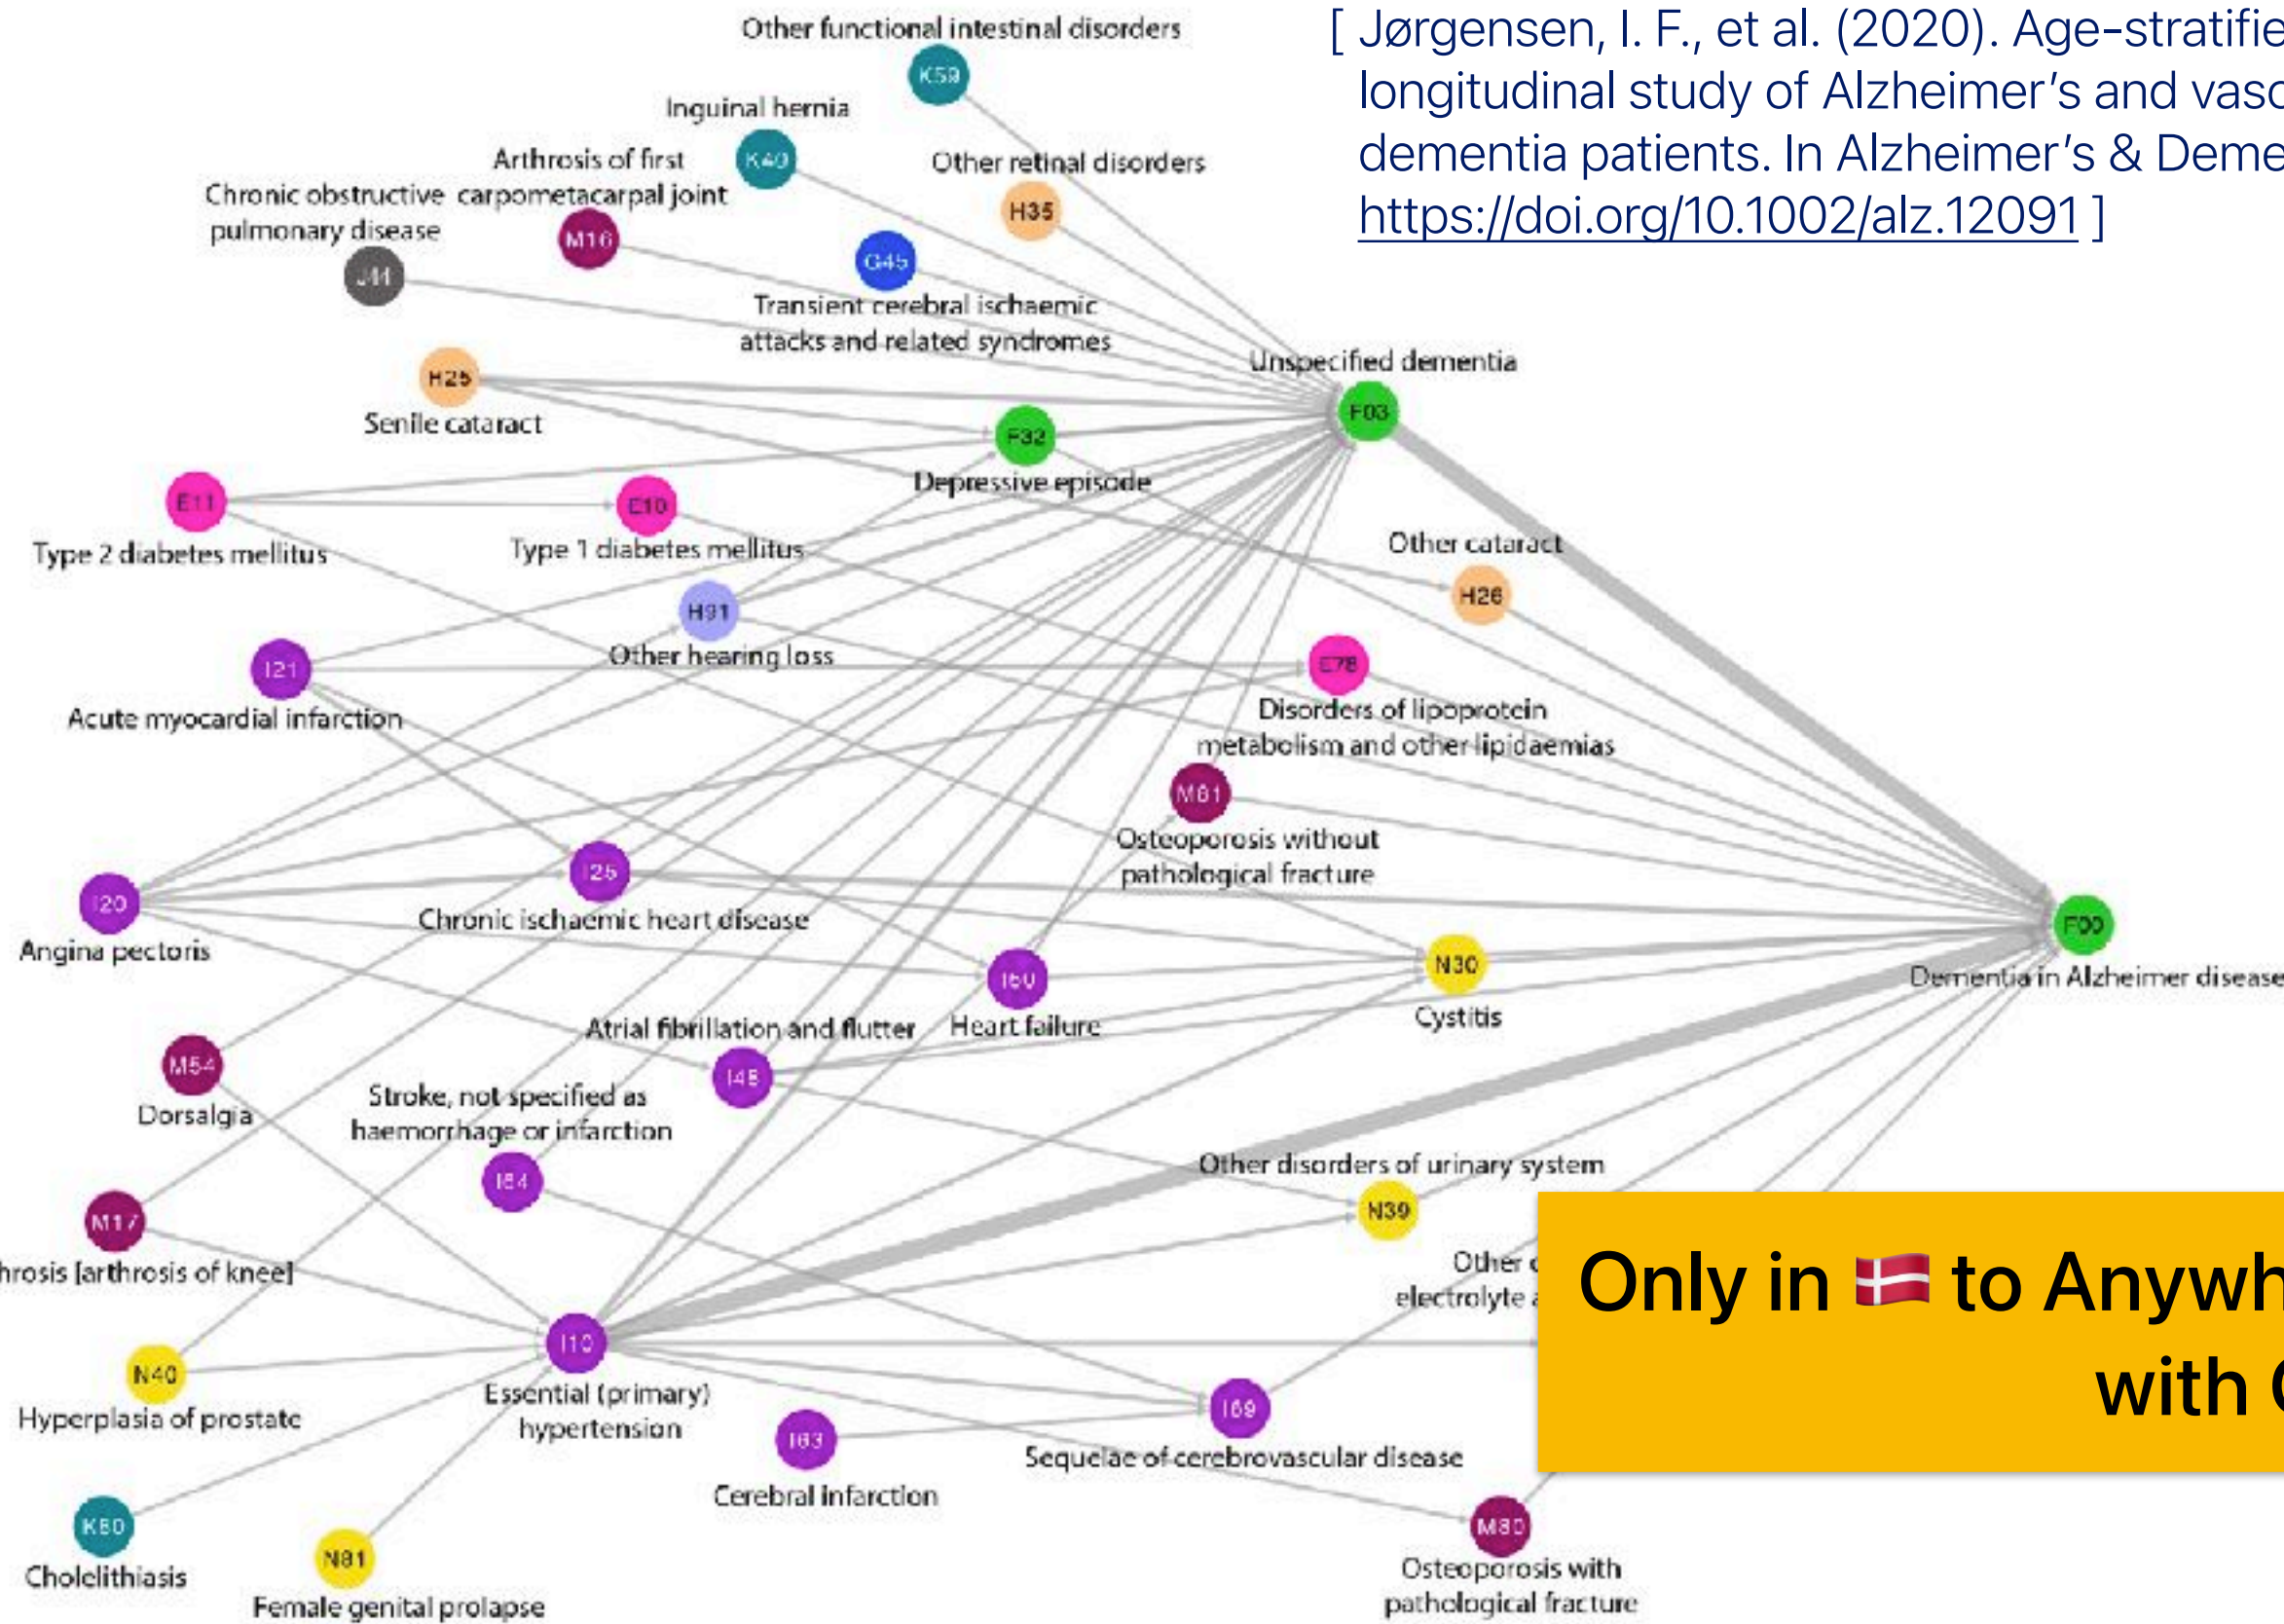 Other functional intestinal disorders
K59
[ Jørgensen, I. F., et al. (2020). Age-stratifie
longitudinal study of Alzheimer's and vasc
dementia patients. In Alzheimer's & Deme
https://doi.org/10.1002/alz.12091 ]
Inguinal hernia
K40
Arthrosis of first
carpometacarpal joint
M16
Other retinal disorders
H35
Chronic obstructive
pulmonary disease
J44
G45
Transient cerebral ischaemic
attacks and related syndromes
H25
Senile cataract
Unspecified dementia
F03
F32
Depressive episode
E11
Type 2 diabetes mellitus
E10
Type 1 diabetes mellitus
Other cataract
H26
H91
Other hearing loss
I21
Acute myocardial infarction
E78
Disorders of lipoprotein
metabolism and other lipidaemias
M81
Osteoporosis without
pathological fracture
I25
Chronic ischaemic heart disease
I20
Angina pectoris
F00
Dementia in Alzheimer disease
I50
Heart failure
N30
Cystitis
Atrial fibrillation and flutter
I48
M54
Dorsalgia
Stroke, not specified as
haemorrhage or infarction
I64
Other disorders of urinary system
N39
M17
hrosis [arthrosis of knee]
Other
electrolyte
Only in 🇩🇰 to Anywh
with
I10
Essential (primary)
hypertension
N40
Hyperplasia of prostate
I69
Sequelae of cerebrovascular disease
I63
Cerebral infarction
K80
Cholelithiasis
N81
Female genital prolapse
M80
Osteoporosis with
pathological fracture